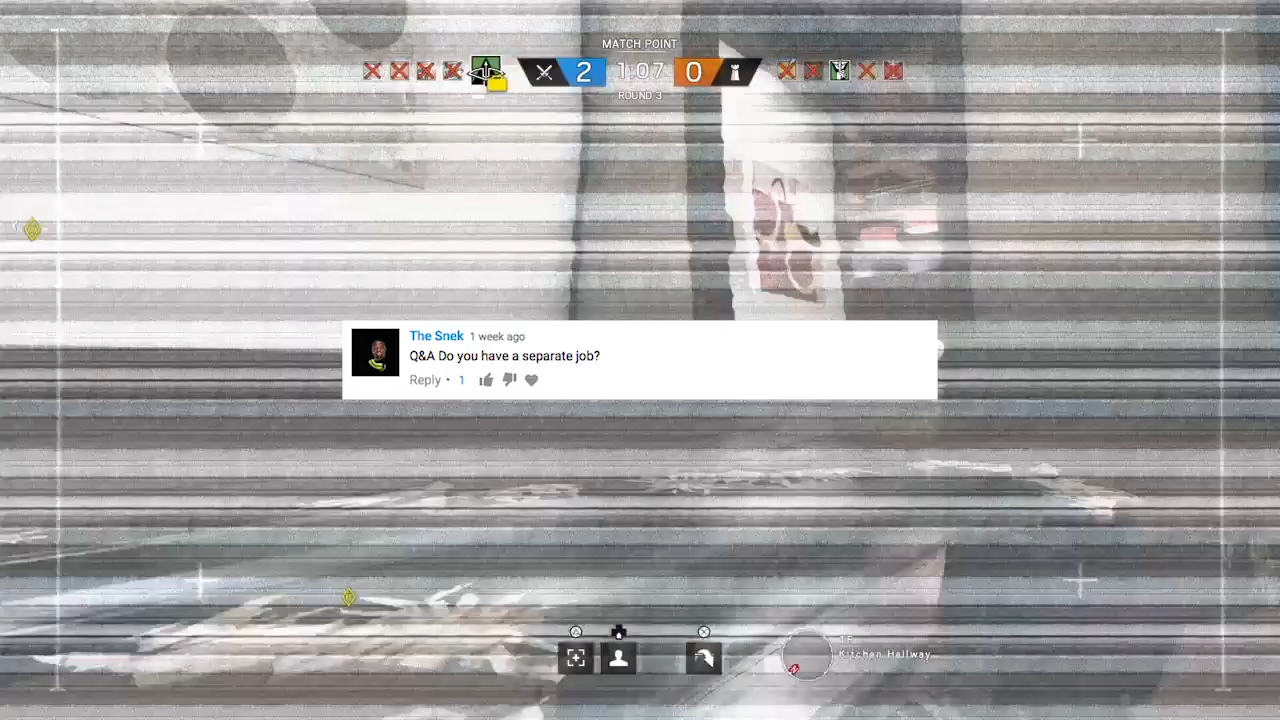 MATCH POINT
2 1:07 0
ROUND 3
The Snek 1 week ago
Q&A Do you have a separate job?
Reply • 1
1F
Kitchen Hallway